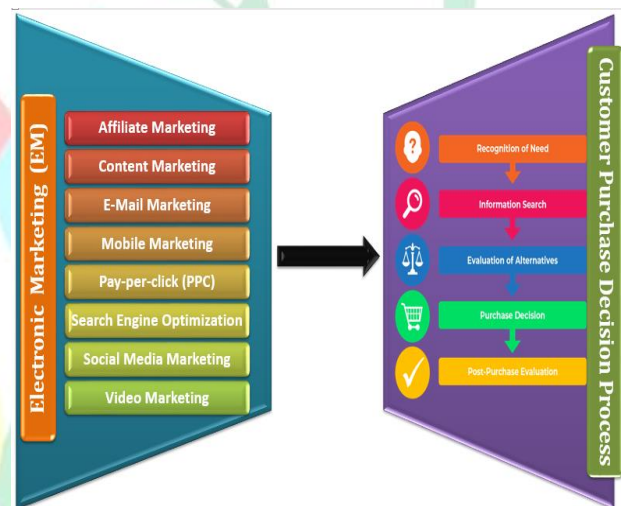 Electronic Marketing (EM)
Affiliate Marketing
Content Marketing
E-Mail Marketing
Mobile Marketing
Pay-per-click (PPC)
Search Engine Optimization
Social Media Marketing
Video Marketing
?
Recognition of Need
Information Search
Evaluation of Alternatives
Purchase Decision
Post-Purchase Evaluation
Customer Purchase Decision Process